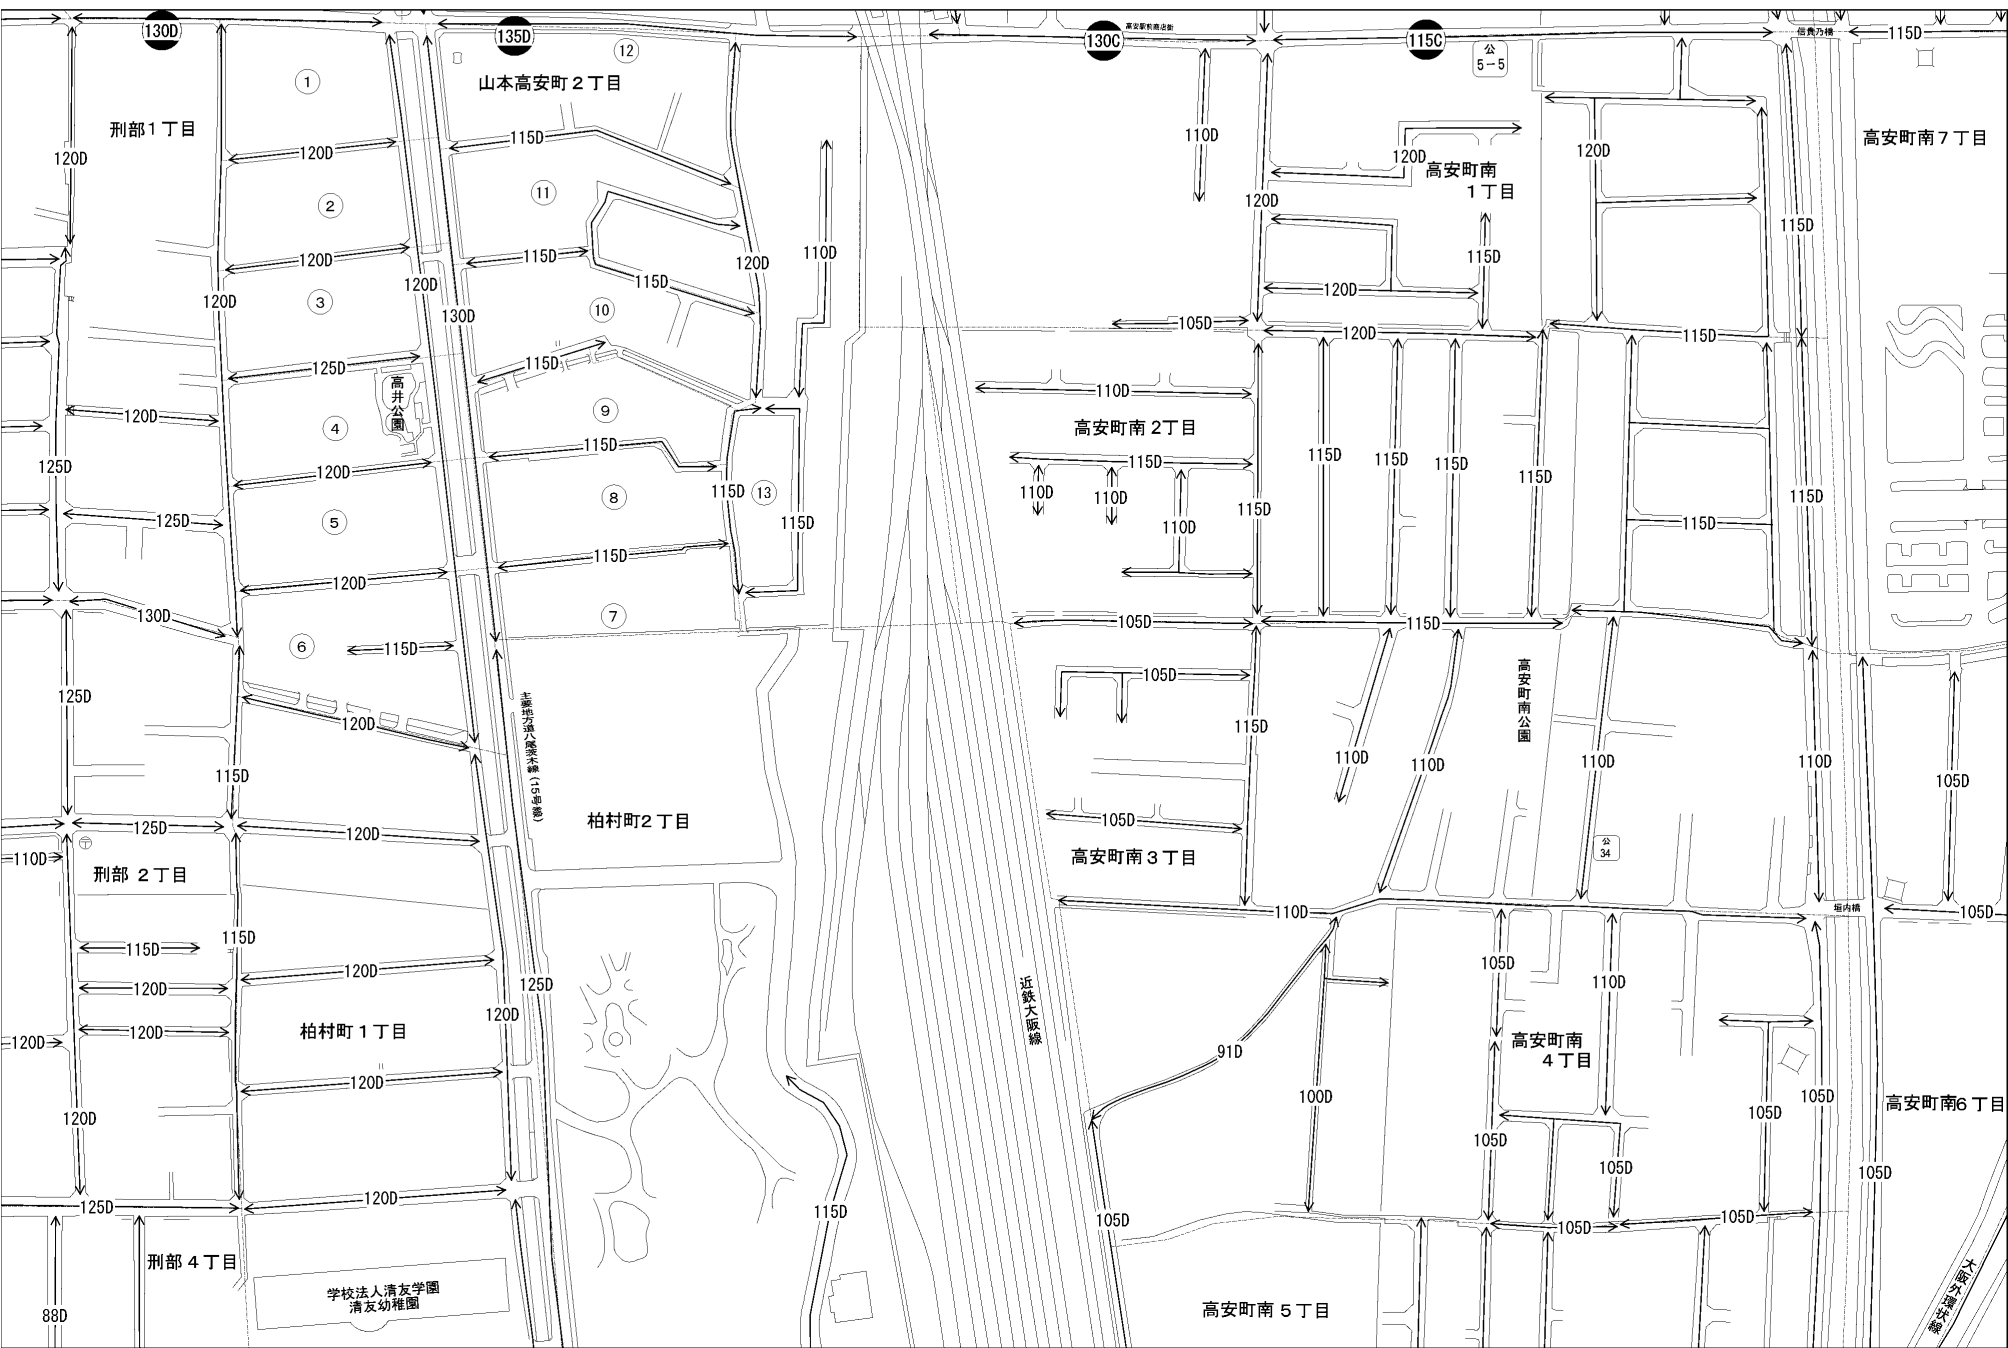 130D
135D
130C
高安駅前商店街
115C
信貴乃橋
115D
公
5-5
⑫
①
山本高安町2丁目
刑部1丁目
120D
120D
115D
110D
120D
高安町南
1丁目
120D
高安町南7丁目
②
⑪
120D
115D
120D
115D
110D
120D
115D
120D
120D
115D
120D
③
120D
130D
⑩
105D
120D
115D
115D
125D
高井公園
110D
④
⑨
120D
高安町南2丁目
115D
115D
125D
120D
115D
⑧
115D
⑬
110D
110D
115D
115D
115D
115D
115D
115D
125D
⑤
115D
110D
115D
115D
120D
130D
⑦
105D
115D
⑥
115D
125D
105D
高安町南公園
主要地方道八尾茨木線(15号線)
120D
115D
115D
110D
110D
110D
110D
105D
125D
120D
柏村町2丁目
105D
110D
刑部2丁目
高安町南3丁目
公
34
垣内橋
110D
105D
115D
115D
120D
105D
110D
120D
125D
近鉄大阪線
120D
柏村町1丁目
120D
120D
高安町南
4丁目
91D
120D
100D
105D
105D
高安町南6丁目
120D
105D
105D
105D
120D
125D
115D
105D
105D
105D
刑部4丁目
学校法人清友学園
清友幼稚園
高安町南5丁目
大阪外環状線
88D